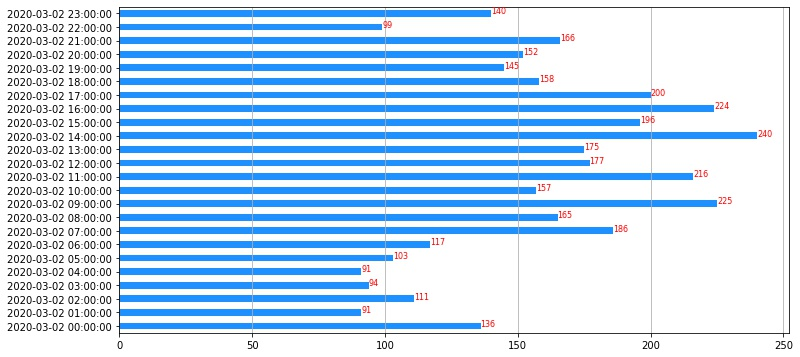 2020-03-02 23:00:00 140
2020-03-02 22:00:00 99
2020-03-02 21:00:00 166
2020-03-02 20:00:00 152
2020-03-02 19:00:00 145
2020-03-02 18:00:00 158
2020-03-02 17:00:00 200
2020-03-02 16:00:00 224
2020-03-02 15:00:00 196
2020-03-02 14:00:00 240
2020-03-02 13:00:00 175
2020-03-02 12:00:00 177
2020-03-02 11:00:00 216
2020-03-02 10:00:00 157
2020-03-02 09:00:00 225
2020-03-02 08:00:00 165
2020-03-02 07:00:00 186
2020-03-02 06:00:00 117
2020-03-02 05:00:00 103
2020-03-02 04:00:00 91
2020-03-02 03:00:00 94
2020-03-02 02:00:00 111
2020-03-02 01:00:00 91
2020-03-02 00:00:00 136
0 50 100 150 200 250